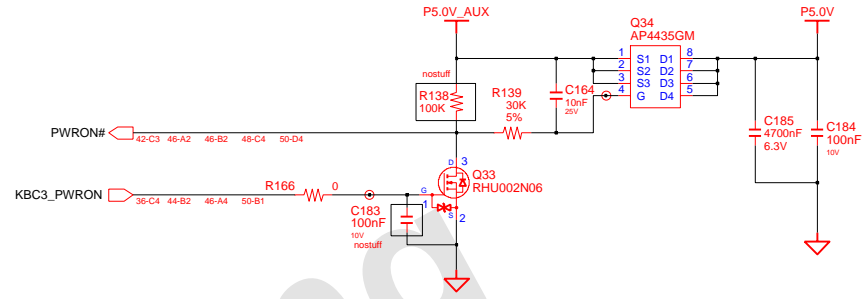 P5.0V_AUX
P5.0V
Q34
AP4435GM
1 S1 D1 8
2 S2 D2 7
3 S3 D3 6
4 G D4 5
nostuff
R138
100K
R139
30K
5%
C164
10nF
25V
C185
4700nF
6.3V
C184
100nF
10V
PWRON#
42-C3 46-A2 46-B2 48-C4 50-D4
D 3
Q33
RHU002N06
G
1
S
2
KBC3_PWRON
36-C4 44-B2 46-A4 50-B1
R166 0
C183
100nF
10V
nostuff